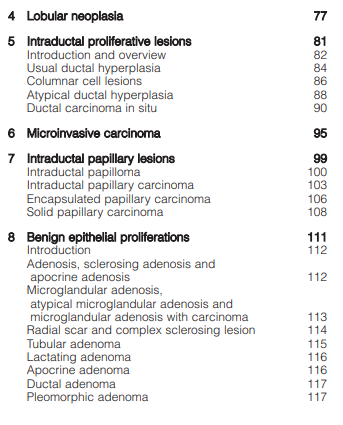 4 Lobular neoplasia 77
5 Intraductal proliferative lesions 81
Introduction and overview 82
Usual ductal hyperplasia 84
Columnar cell lesions 86
Atypical ductal hyperplasia 88
Ductal carcinoma in situ 90
6 Microinvasive carcinoma 95
7 Intraductal papillary lesions 99
Intraductal papilloma 100
Intraductal papillary carcinoma 103
Encapsulated papillary carcinoma 106
Solid papillary carcinoma 108
8 Benign epithelial proliferations 111
Introduction 112
Adenosis, sclerosing adenosis and
apocrine adenosis 112
Microglandular adenosis,
atypical microglandular adenosis and
microglandular adenosis with carcinoma 113
Radial scar and complex sclerosing lesion 114
Tubular adenoma 115
Lactating adenoma 116
Apocrine adenoma 116
Ductal adenoma 117
Pleomorphic adenoma 117